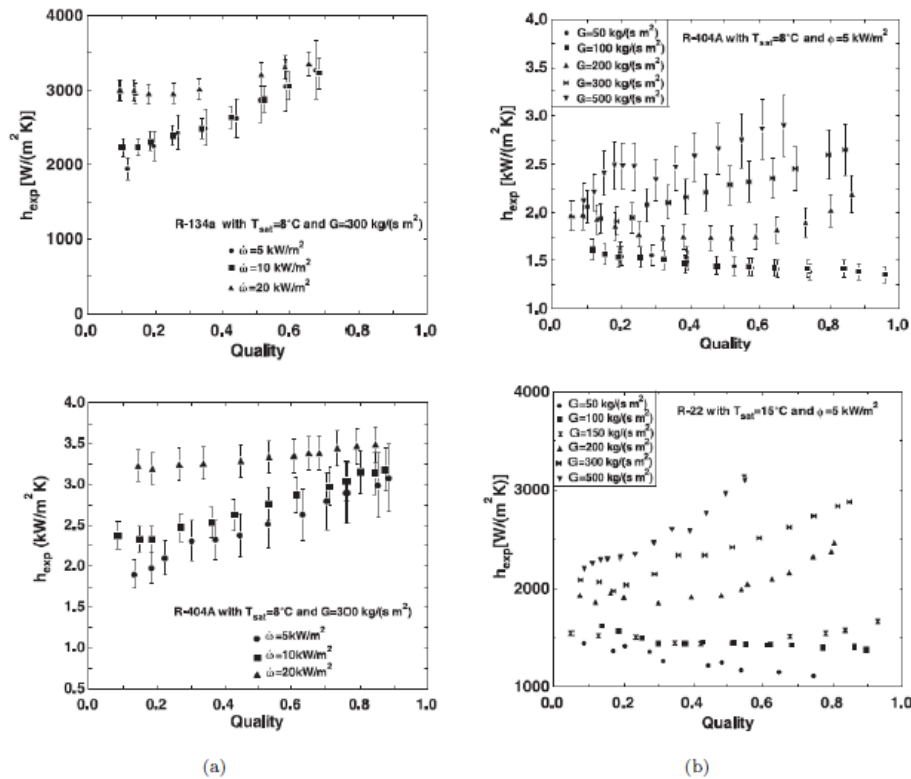 4000
3000
2000
1000
0
h_exp [W/(m² K)]
R-134a with T_sat=8°C and G=300 kg/(s m²)
ω̇=5 kW/m²
ω̇=10 kW/m²
ω̇=20 kW/m²
0.0 0.2 0.4 0.6 0.8 1.0
Quality
4.0
3.5
3.0
2.5
2.0
1.5
1.0
h_exp [kW/(m² K)]
G=50 kg/(s m²)
G=100 kg/(s m²)
G=200 kg/(s m²)
G=300 kg/(s m²)
G=500 kg/(s m²)
R-404A with T_sat=8°C and ϕ=5 kW/m²
0.0 0.2 0.4 0.6 0.8 1.0
Quality
4.0
3.5
3.0
2.5
2.0
1.5
1.0
0.5
h_exp (kW/m² K)
R-404A with T_sat=8°C and G=300 kg/(s m²)
ω̇=5kW/m²
ω̇=10kW/m²
ω̇=20kW/m²
0.0 0.2 0.4 0.6 0.8 1.0
Quality
(a)
4000
3000
2000
1000
h_exp[W/(m² K)]
G=50 kg/(s m²)
G=100 kg/(s m²)
G=150 kg/(s m²)
G=200 kg/(s m²)
G=300 kg/(s m²)
G=500 kg/(s m²)
R-22 with T_sat=15°C and ϕ=5 kW/m²
0.0 0.2 0.4 0.6 0.8 1.0
Quality
(b)